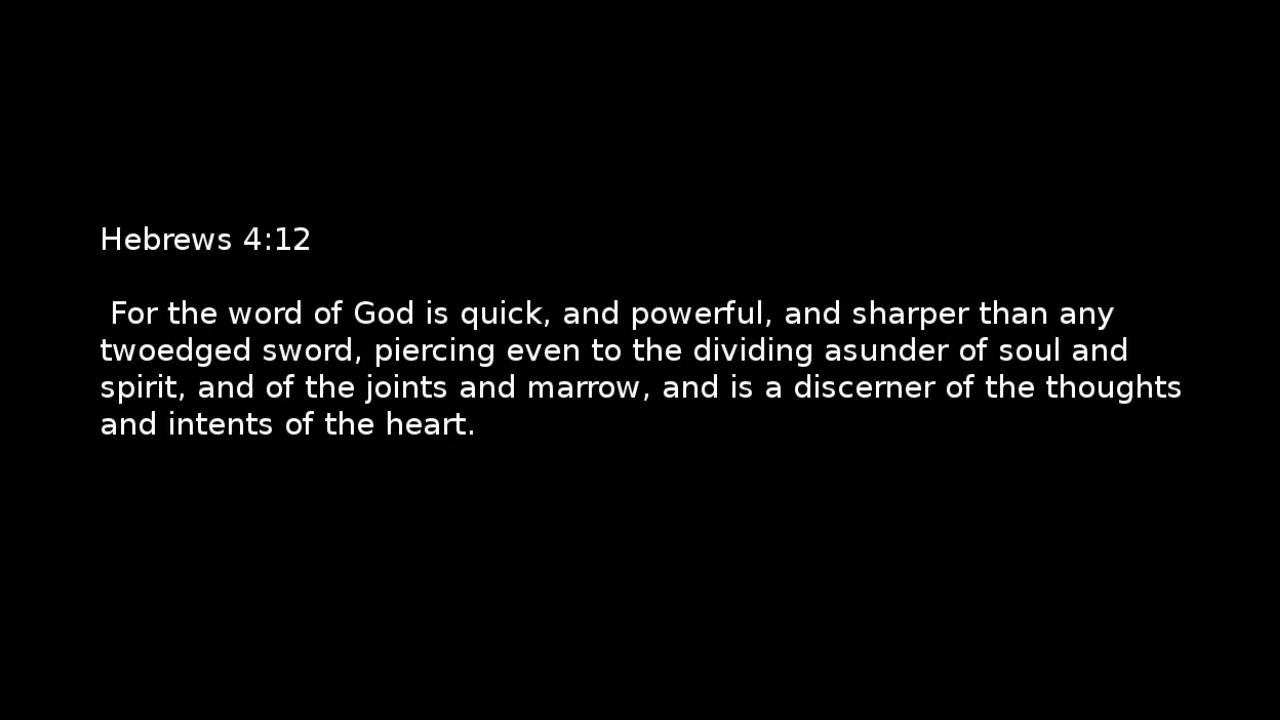 Hebrews 4:12
For the word of God is quick, and powerful, and sharper than any
twoedged sword, piercing even to the dividing asunder of soul and
spirit, and of the joints and marrow, and is a discerner of the thoughts
and intents of the heart.